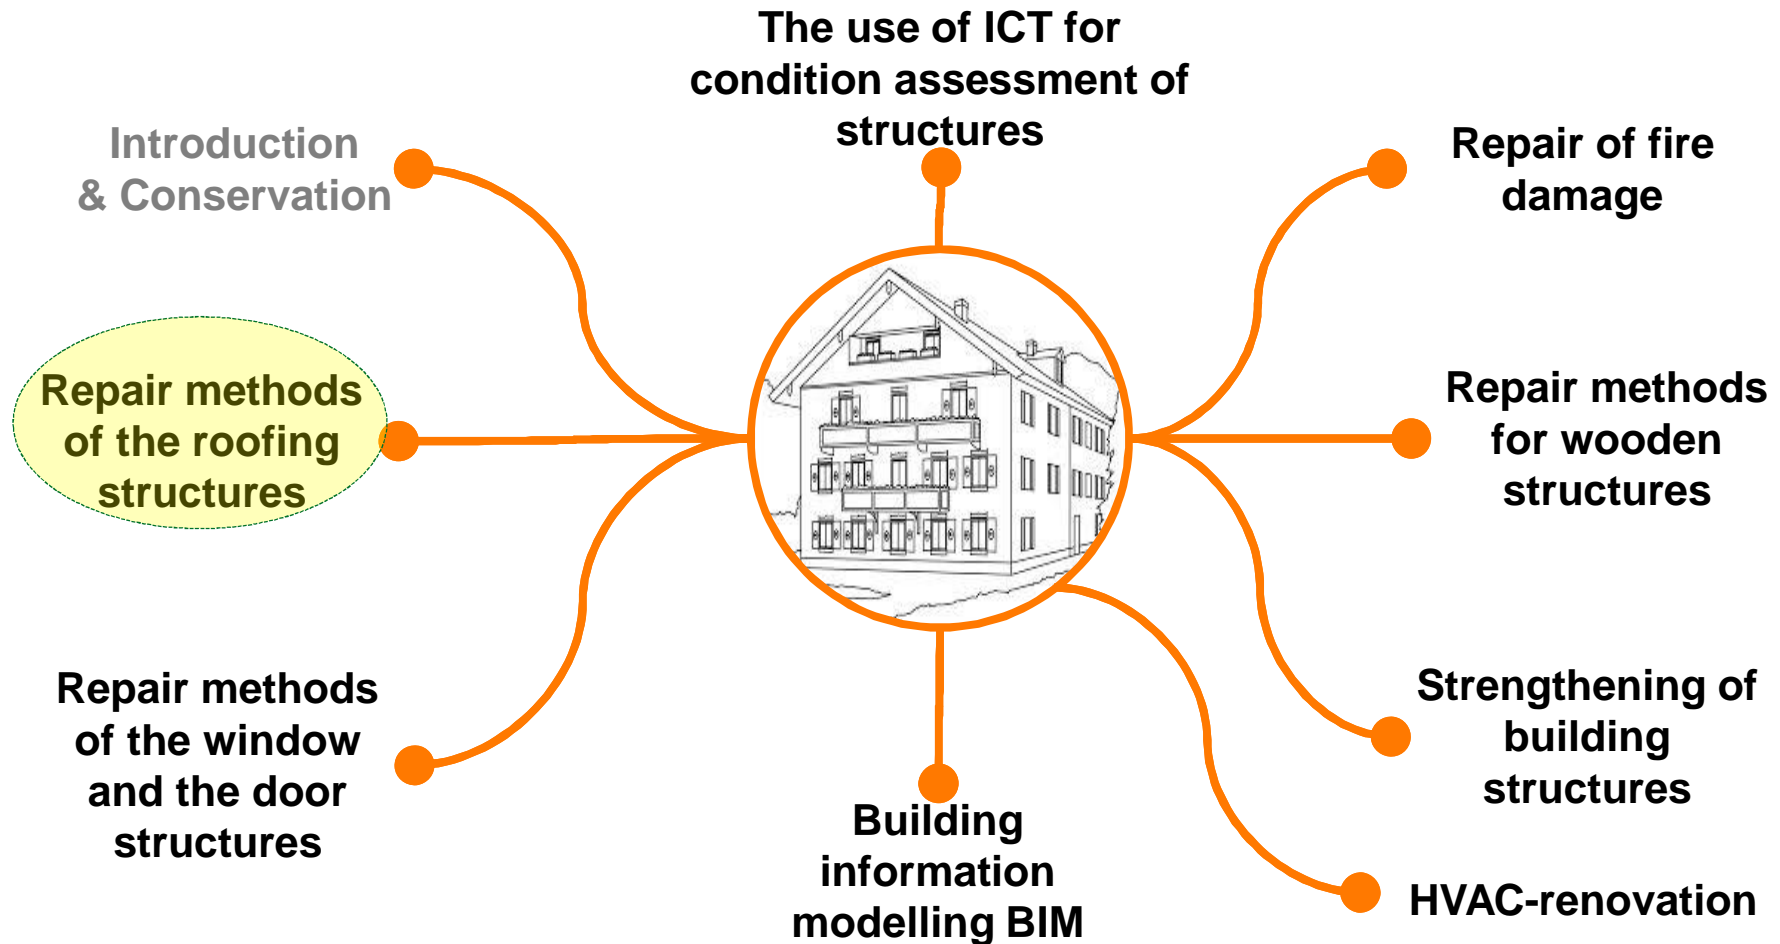 The use of ICT for
condition assessment of
structures
Introduction
& Conservation
Repair of fire
damage
Repair methods
of the roofing
structures
Repair methods
for wooden
structures
Repair methods
of the window
and the door
structures
Strengthening of
building
structures
Building
information
modelling BIM
HVAC-renovation